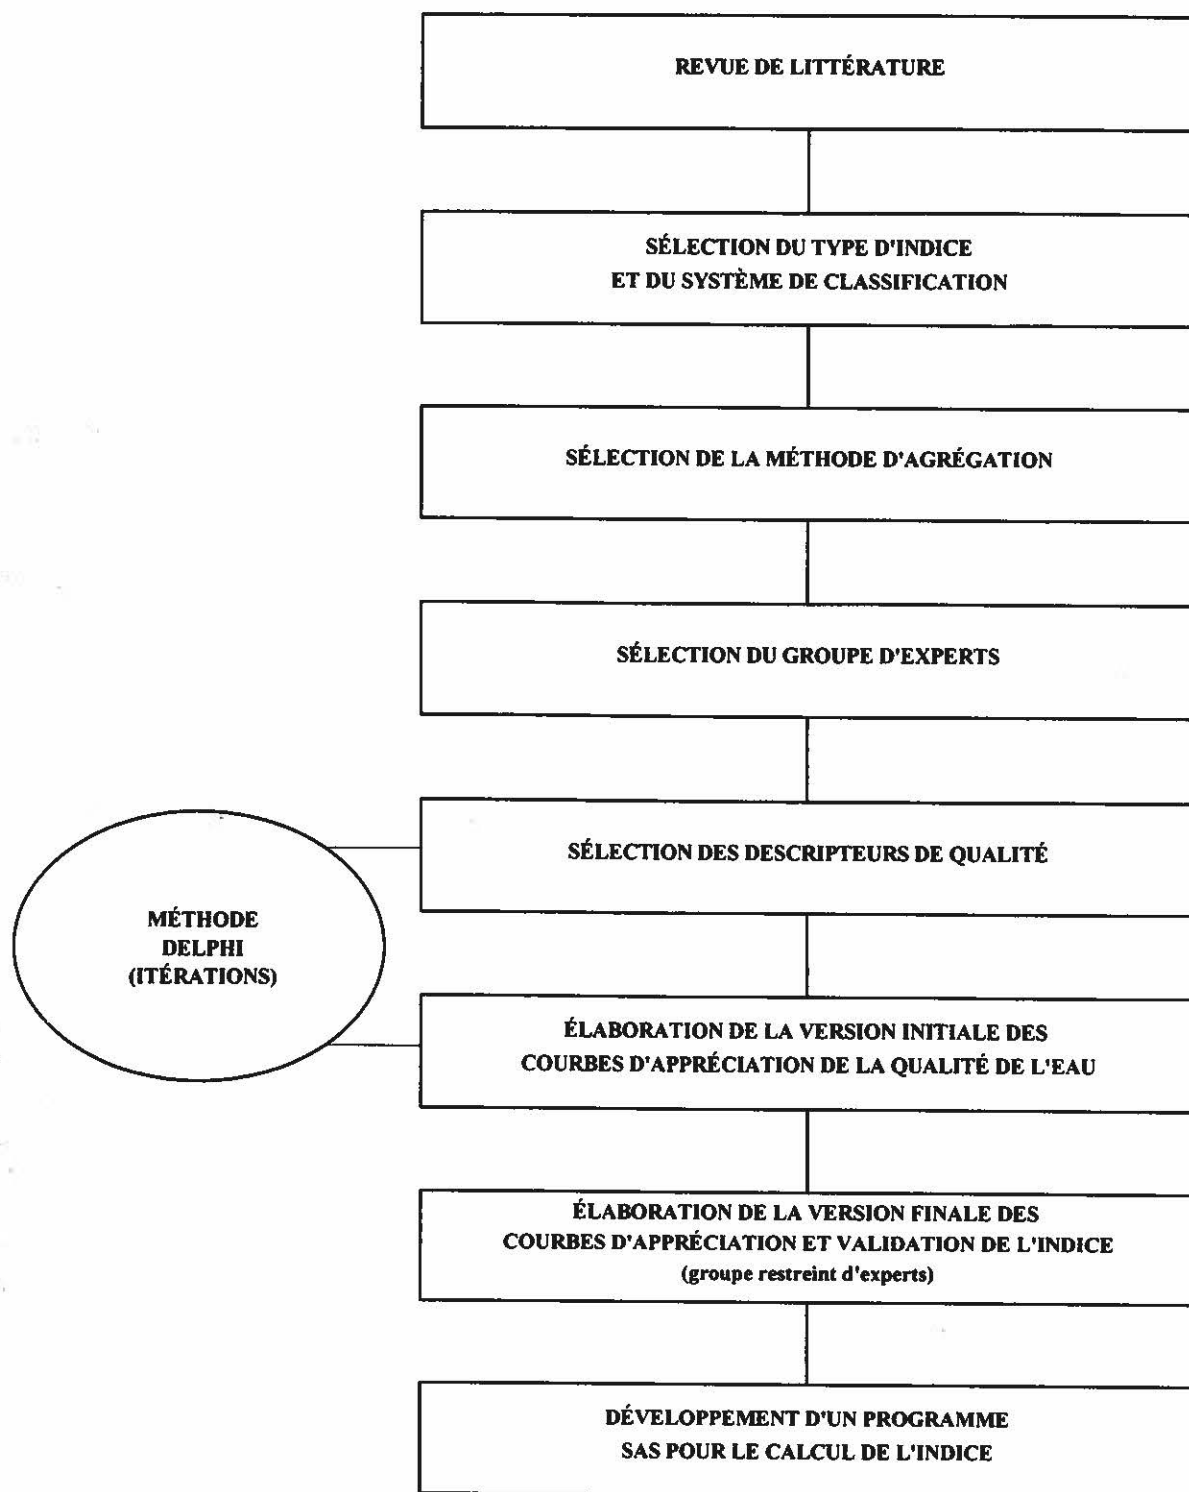 REVUE DE LITTÉRATURE
SÉLECTION DU TYPE D'INDICE
ET DU SYSTÈME DE CLASSIFICATION
SÉLECTION DE LA MÉTHODE D'AGRÉGATION
SÉLECTION DU GROUPE D'EXPERTS
SÉLECTION DES DESCRIPTEURS DE QUALITÉ
MÉTHODE
DELPHI
(ITÉRATIONS)
ÉLABORATION DE LA VERSION INITIALE DES
COURBES D'APPRÉCIATION DE LA QUALITÉ DE L'EAU
ÉLABORATION DE LA VERSION FINALE DES
COURBES D'APPRÉCIATION ET VALIDATION DE L'INDICE
(groupe restreint d'experts)
DÉVELOPPEMENT D'UN PROGRAMME
SAS POUR LE CALCUL DE L'INDICE